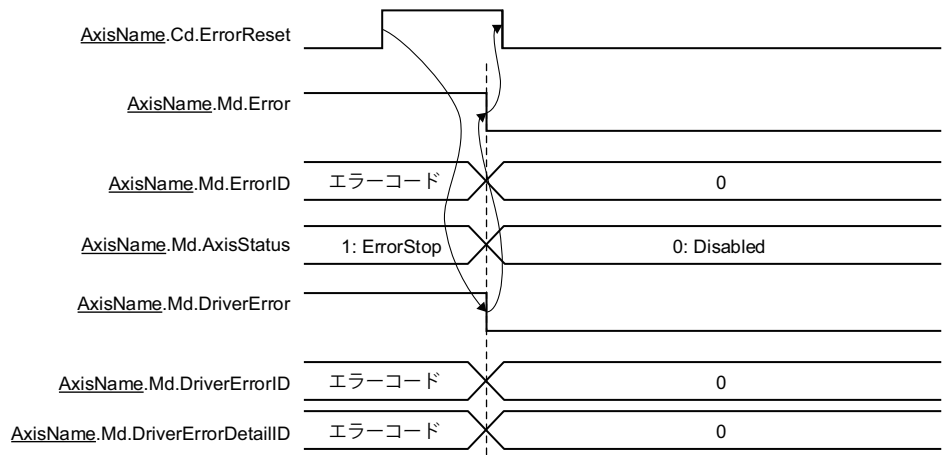 AxisName.Cd.ErrorReset
AxisName.Md.Error
AxisName.Md.ErrorID エラーコード 0
AxisName.Md.AxisStatus 1: ErrorStop 0: Disabled
AxisName.Md.DriverError
AxisName.Md.DriverErrorID エラーコード 0
AxisName.Md.DriverErrorDetailID エラーコード 0